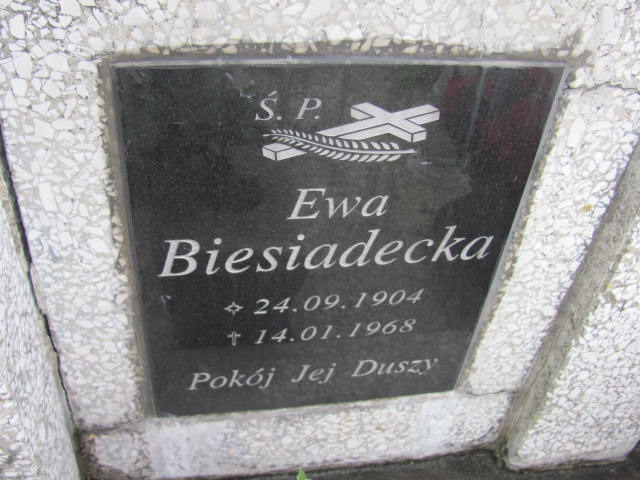 Ś. P.
Ewa
Biesiadecka
✡ 24.09.1904
† 14.01.1968
Pokój Jej Duszy